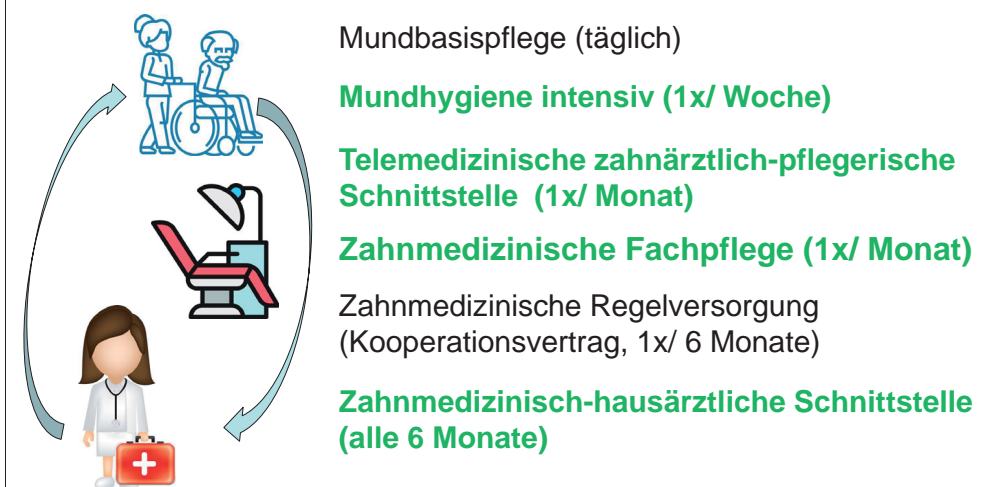 Mundbasispflege (täglich)
Mundhygiene intensiv (1x/ Woche)
Telemedizinische zahnärztlich-pflegerische
Schnittstelle (1x/ Monat)
Zahnmedizinische Fachpflege (1x/ Monat)
Zahnmedizinische Regelversorgung
(Kooperationsvertrag, 1x/ 6 Monate)
Zahnmedizinisch-hausärztliche Schnittstelle
(alle 6 Monate)